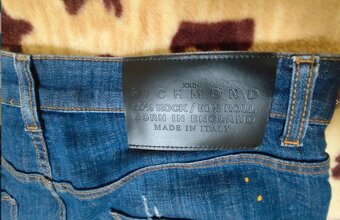 JOHN
RICHMOND
50% ROCK / 50% ROLL
BORN IN ENGLAND
MADE IN ITALY